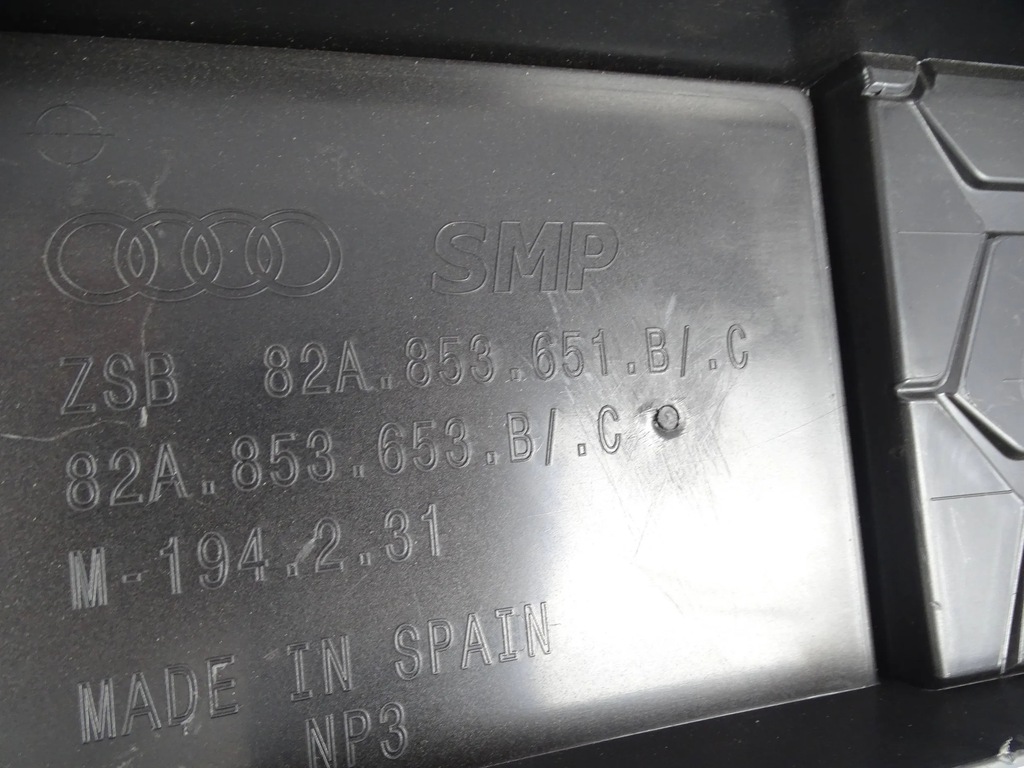 SMP
ZSB 82A.853.651.B/.C
82A.853.653.B/.C
M-194.2.31
MADE IN SPAIN
NP3